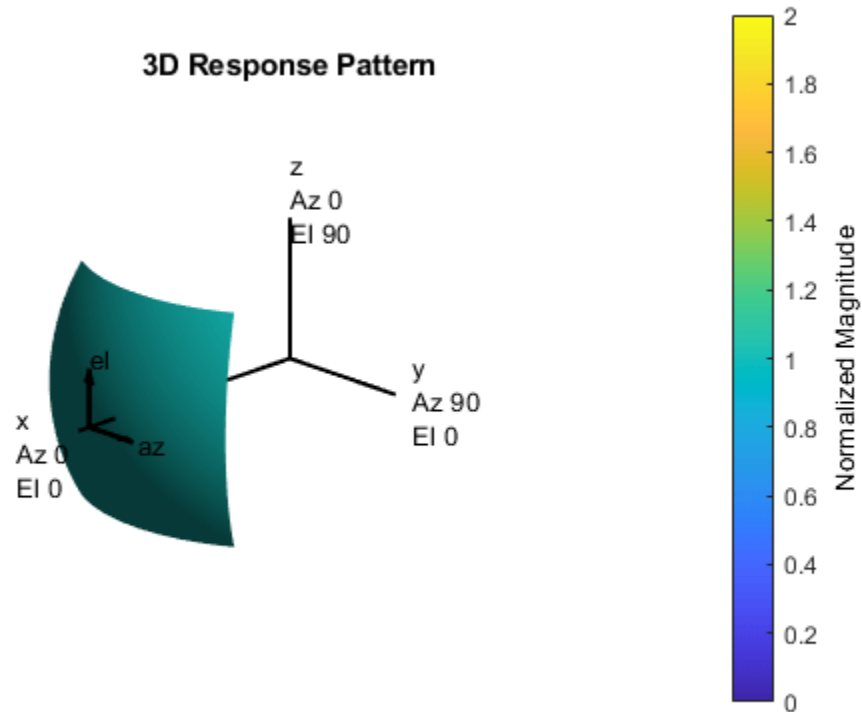 3D Response Pattern
z
Az 0
El 90
el
az
x
Az 0
El 0
y
Az 90
El 0
2
1.8
1.6
1.4
1.2
1
0.8
0.6
0.4
0.2
0
Normalized Magnitude